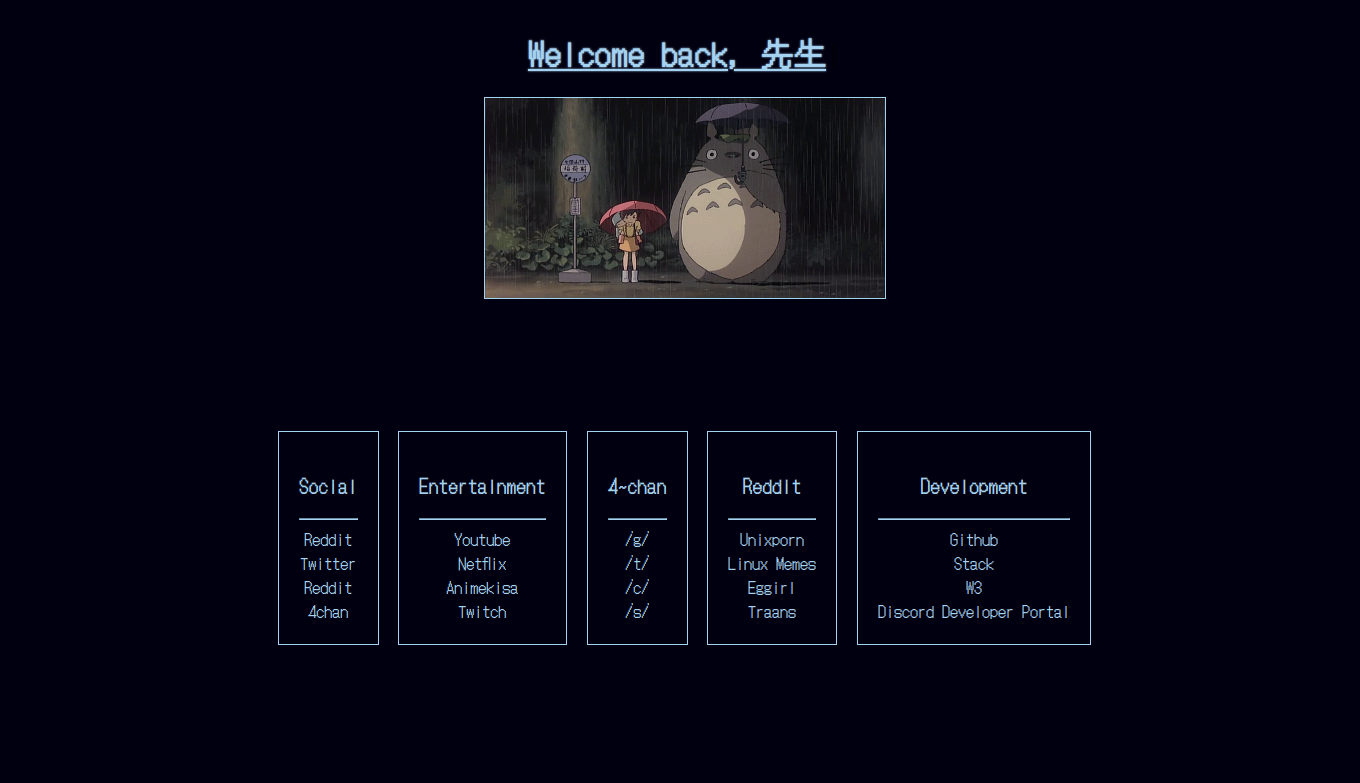 Welcome back, 先生
Social
Reddit
Twitter
Reddit
4chan
Entertainment
Youtube
Netflix
Animekisa
Twitch
4~chan
/g/
/t/
/c/
/s/
Reddit
Unixporn
Linux Memes
Eggirl
Traans
Development
Github
Stack
W3
Discord Developer Portal